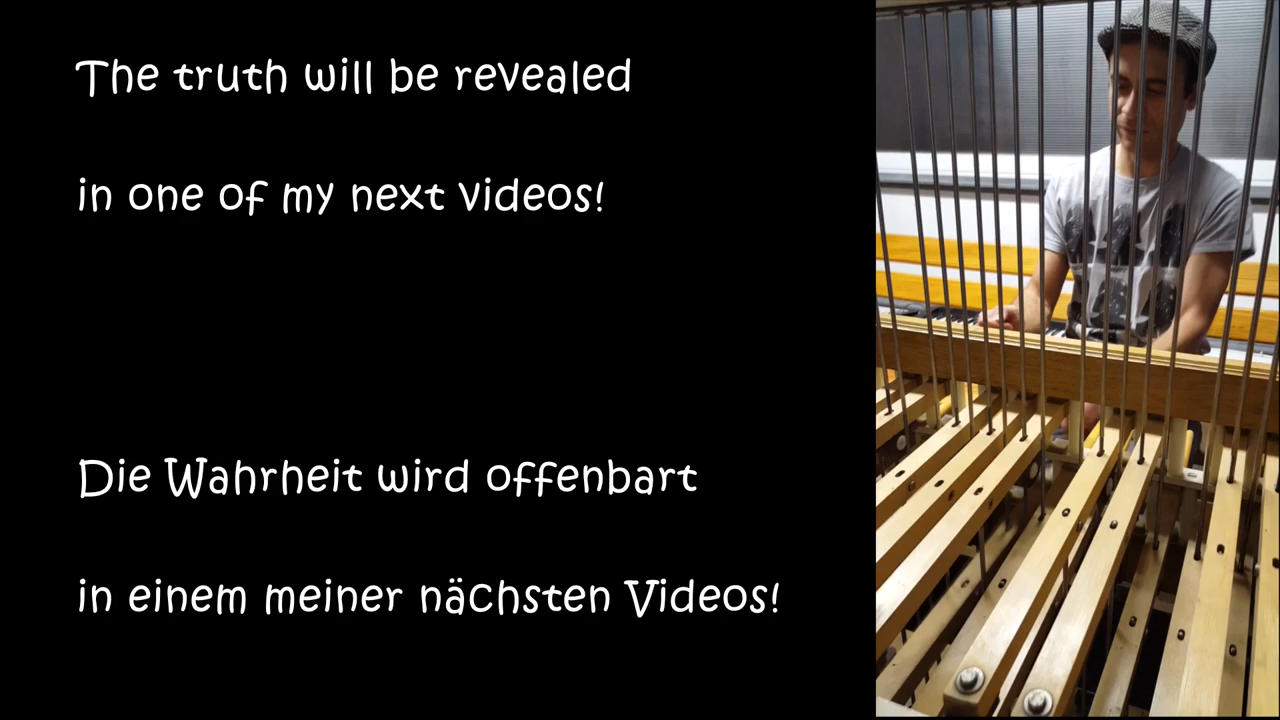 The truth will be revealed
in one of my next videos!
Die Wahrheit wird offenbart
in einem meiner nächsten Videos!